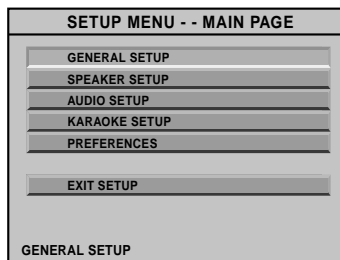 SETUP MENU - - MAIN PAGE
GENERAL SETUP
SPEAKER SETUP
AUDIO SETUP
KARAOKE SETUP
PREFERENCES
EXIT SETUP
GENERAL SETUP